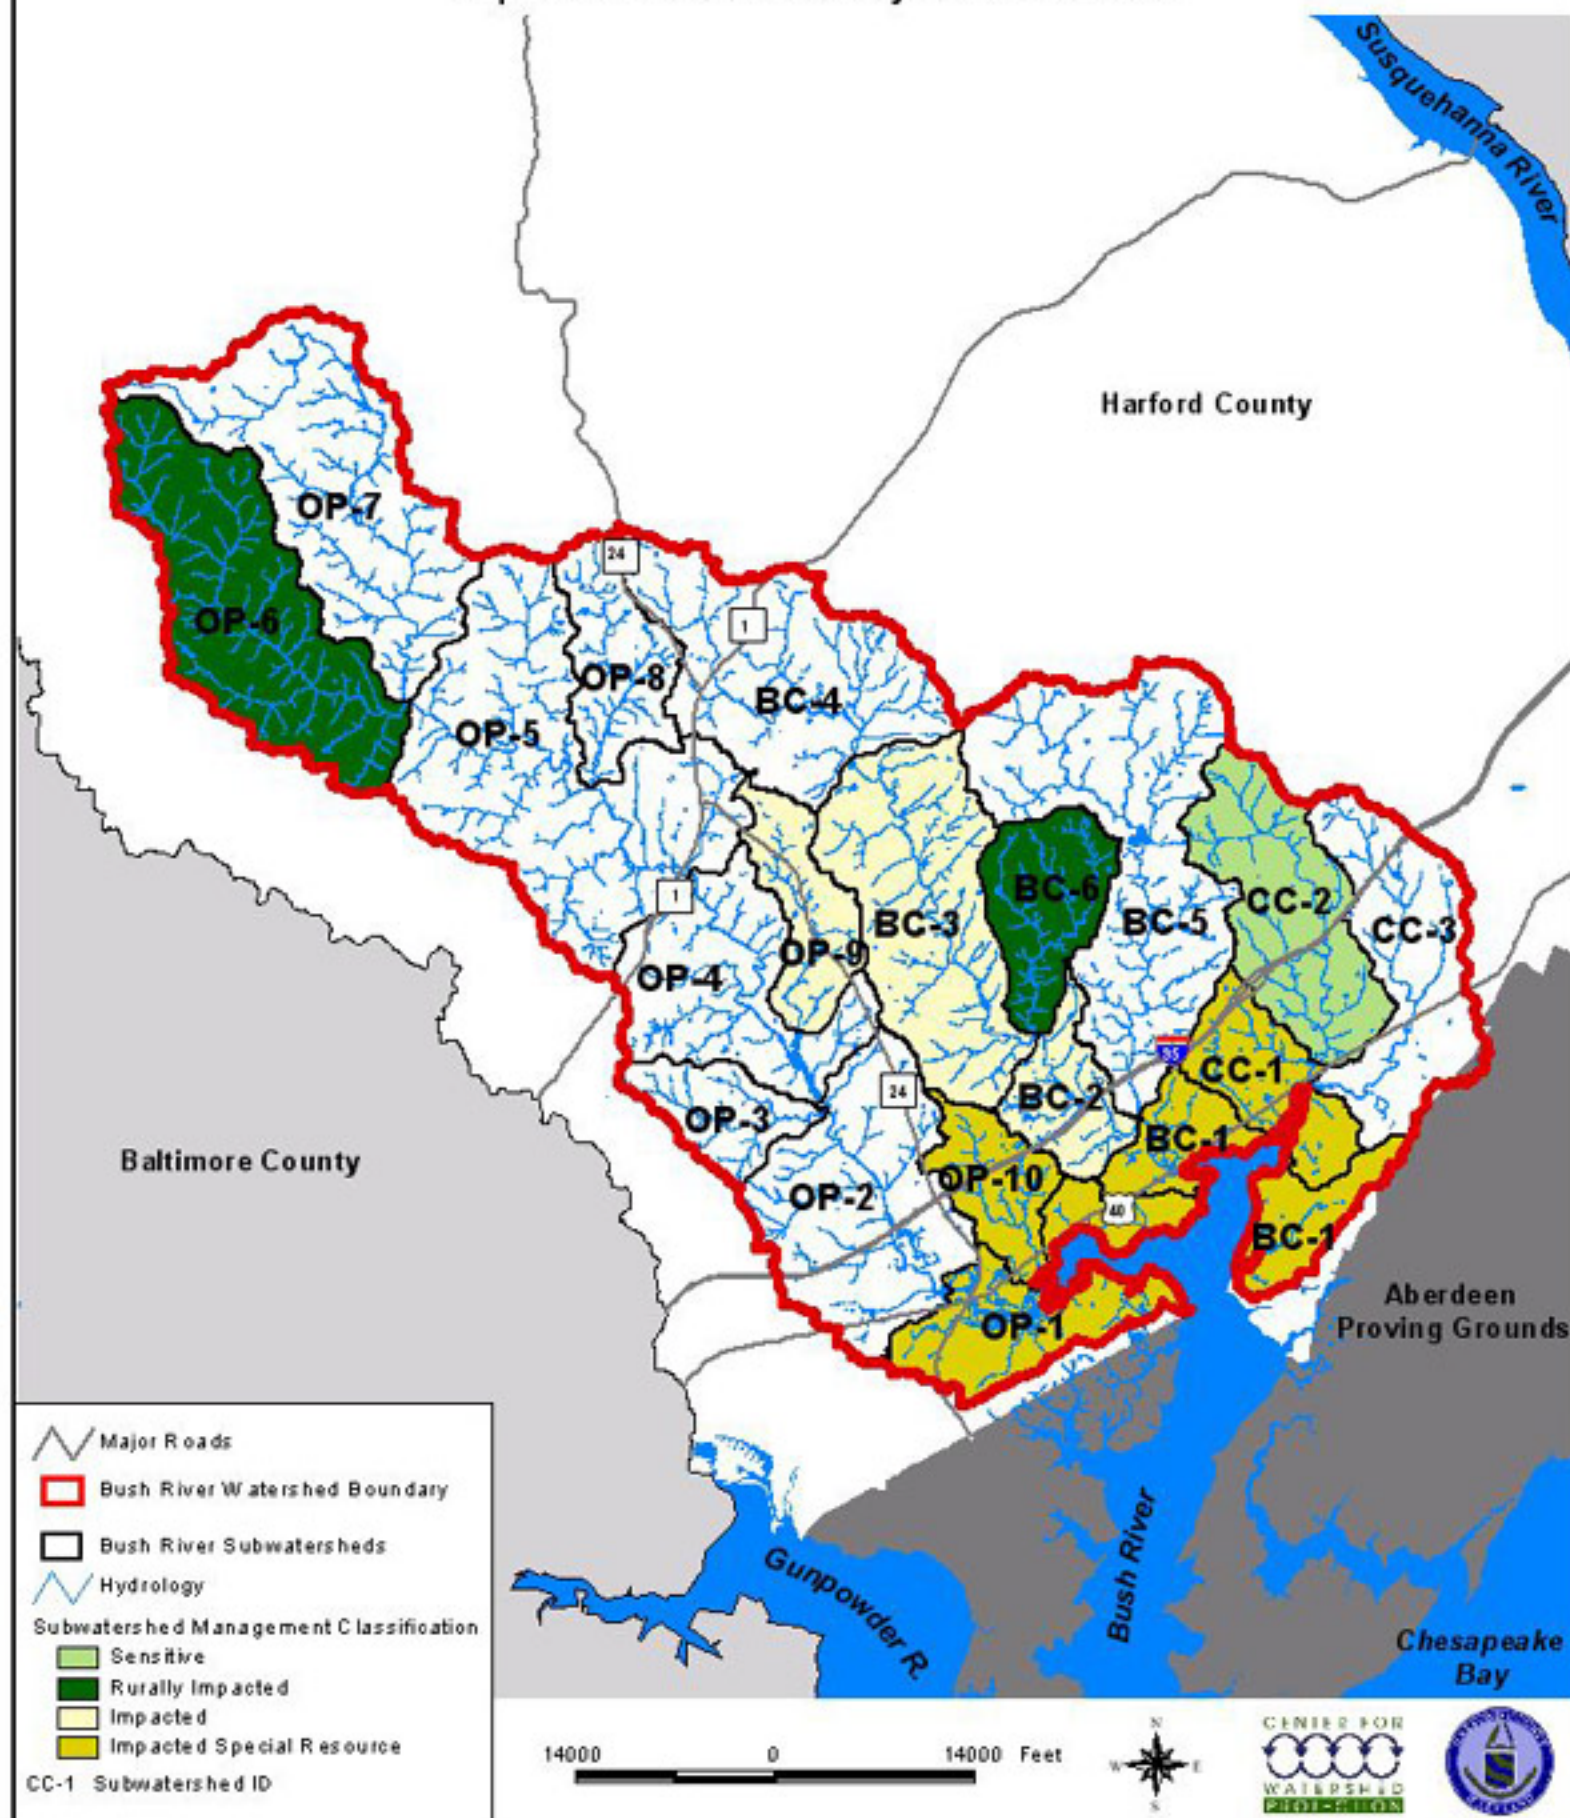 Susquehanna River
Harford County
24
1
OP-7
OP-6
OP-8
BC-4
OP-5
1
BC-6
CC-2
BC-3
BC-5
CC-3
OP-9
OP-4
95
CC-1
24
BC-2
OP-3
BC-1
Baltimore County
OP-10
OP-2
40
BC-1
Aberdeen
Proving Grounds
OP-1
Major Roads
Bush River Watershed Boundary
Bush River Subwatersheds
Hydrology
Subwatershed Management Classification
Sensitive
Rurally Impacted
Impacted
Impacted Special Resource
CC-1 Subwatershed ID
Gunpowder R.
Bush River
Chesapeake
Bay
14000 0 14000 Feet
N
W E
S
CENTER FOR
WATERSHED
PROTECTION